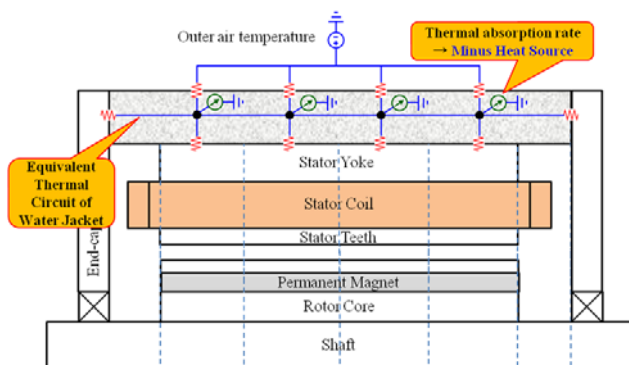 Outer air temperature
Thermal absorption rate
→ Minus Heat Source
Equivalent
Thermal
Circuit of
Water Jacket
Stator Yoke
Stator Coil
Stator Teeth
End-cap
Permanent Magnet
Rotor Core
Shaft